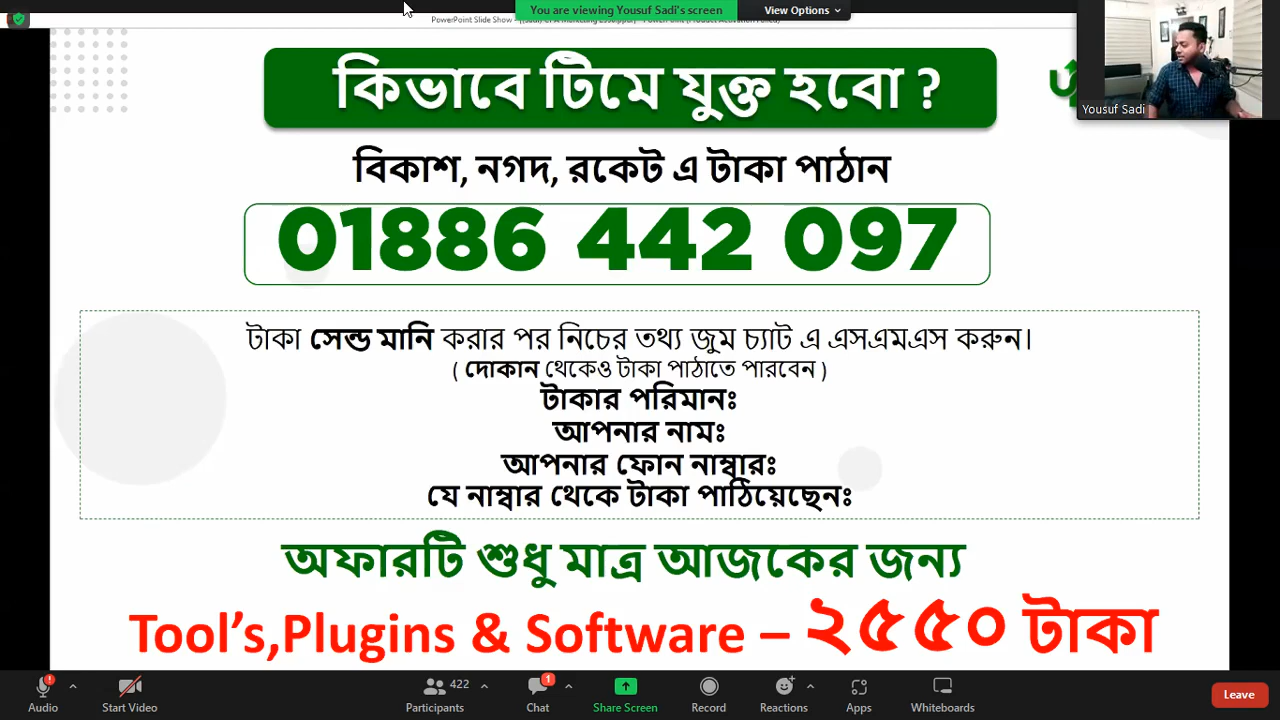 You are viewing Yousuf Sadi's screen
View Options
কিভাবে টিমে যুক্ত হবো ?
Yousuf Sadi
বিকাশ, নগদ, রকেট এ টাকা পাঠান
01886 442 097
টাকা সেন্ড মানি করার পর নিচের তথ্য জুম চ্যাট এ এসএমএস করুন।
( দোকান থেকেও টাকা পাঠাতে পারবেন )
টাকার পরিমানঃ
আপনার নামঃ
আপনার ফোন নাম্বারঃ
যে নাম্বার থেকে টাকা পাঠিয়েছেনঃ
অফারটি শুধু মাত্র আজকের জন্য
Tool's,Plugins & Software – ২৫৫০ টাকা
422
1
Audio
Start Video
Participants
Chat
Share Screen
Record
Reactions
Apps
Whiteboards
Leave